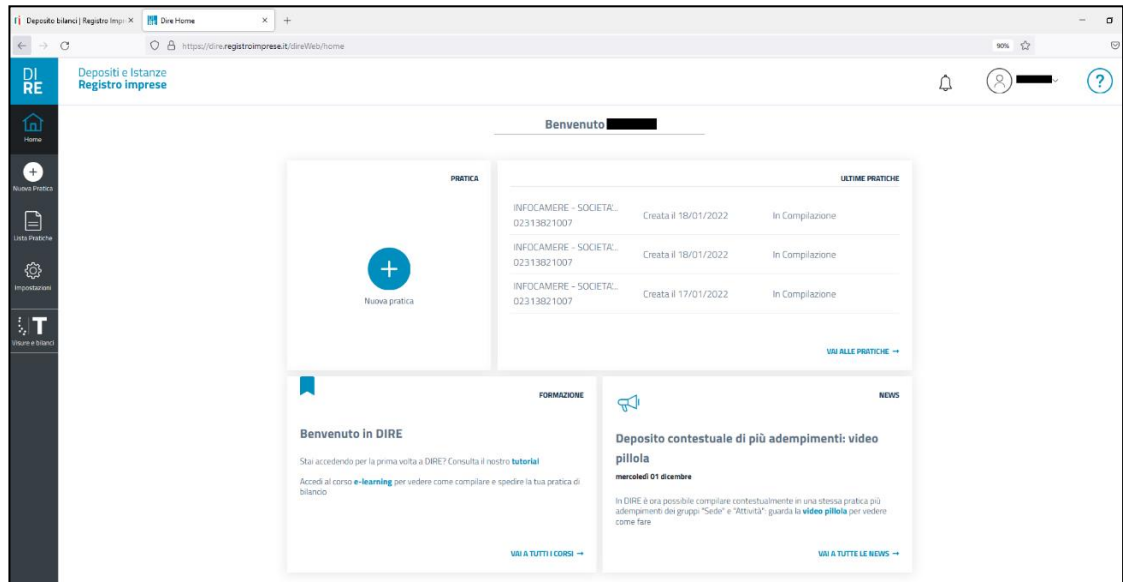 Deposito bilanci | Registro Impr
Dire Home
https://dire.registroimprese.it/direWeb/home
90%
DI
RE
Depositi e Istanze
Registro imprese
?
Home
Nuova Pratica
Lista Pratiche
Impostazioni
T
Visure e bilanci
Benvenuto
PRATICA
Nuova pratica
ULTIME PRATICHE
INFOCAMERE - SOCIETA'...
02313821007
Creata il 18/01/2022
In Compilazione
INFOCAMERE - SOCIETA'...
02313821007
Creata il 18/01/2022
In Compilazione
INFOCAMERE - SOCIETA'...
02313821007
Creata il 17/01/2022
In Compilazione
VAI ALLE PRATICHE →
FORMAZIONE
Benvenuto in DIRE
Stai accedendo per la prima volta a DIRE? Consulta il nostro tutorial
Accedi al corso e-learning per vedere come compilare e spedire la tua pratica di
bilancio
VAI A TUTTI I CORSI →
NEWS
Deposito contestuale di più adempimenti: video
pillola
mercoledì 01 dicembre
In DIRE è ora possibile compilare contestualmente in una stessa pratica più
adempimenti dei gruppi "Sede" e "Attività": guarda la video pillola per vedere
come fare
VAI A TUTTE LE NEWS →